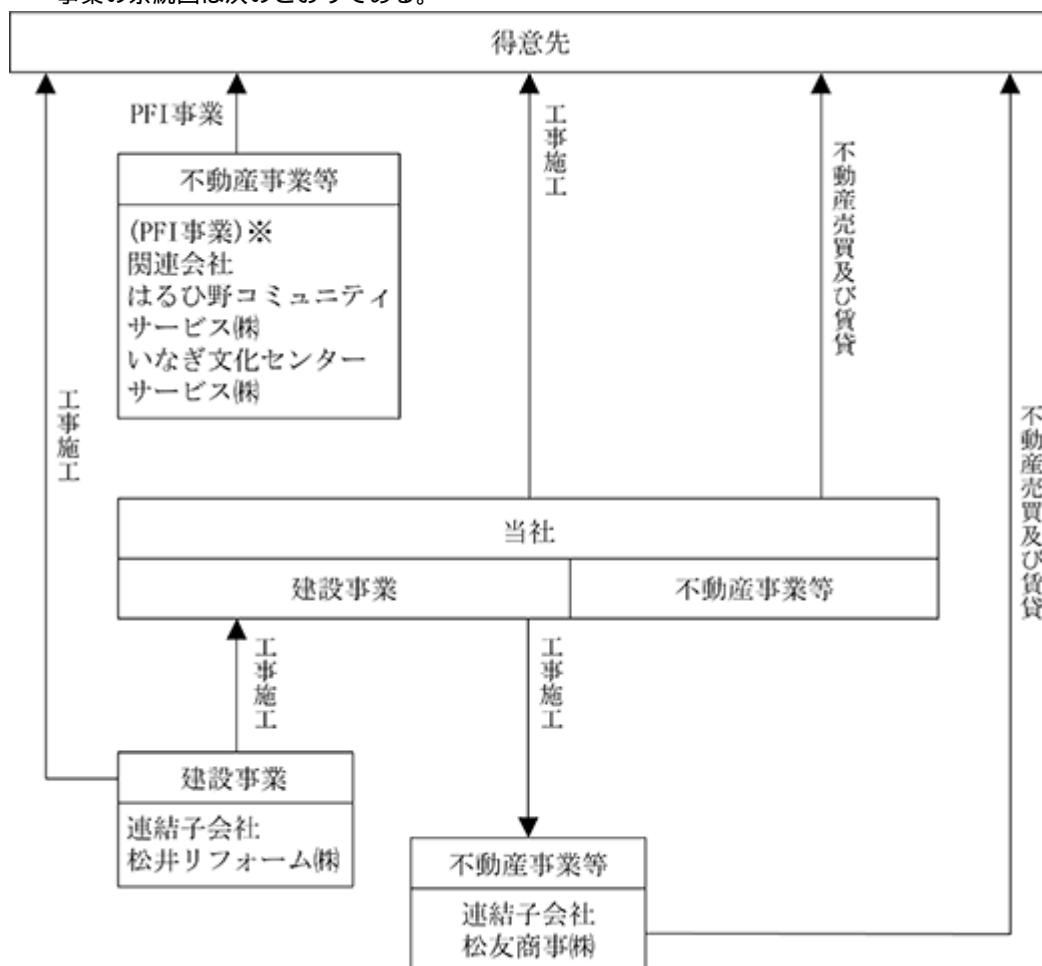 事業の系統図は次のとおりである。
得意先
PFI事業
工事施工
不動産売買及び賃貸
不動産事業等
(PFI事業)※
関連会社
はるひ野コミュニティ
サービス㈱
いなぎ文化センター
サービス㈱
工事施工
不動産売買及び賃貸
当社
建設事業
不動産事業等
工事施工
工事施工
建設事業
連結子会社
松井リフォーム㈱
不動産事業等
連結子会社
松友商事㈱